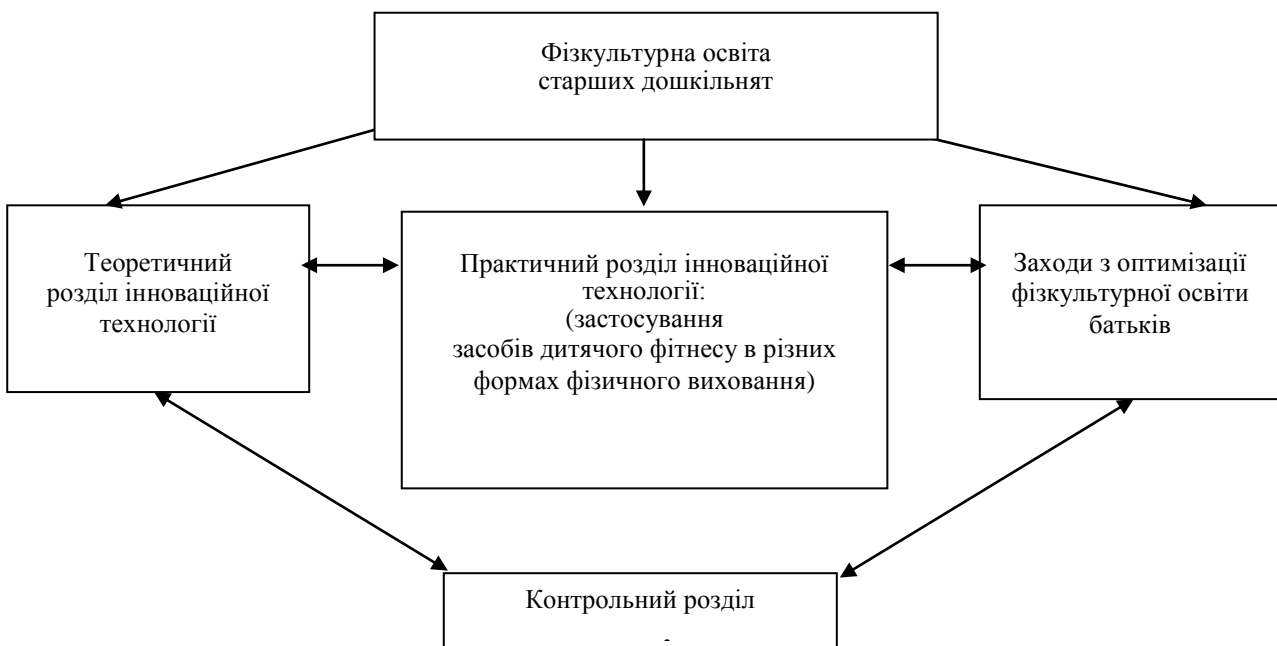 Фізкультурна освіта
старших дошкільнят
Теоретичний
розділ інноваційної
технології
Практичний розділ інноваційної
технології:
(застосування
засобів дитячого фітнесу в різних
формах фізичного виховання)
Заходи з оптимізації
фізкультурної освіти
батьків
Контрольний розділ